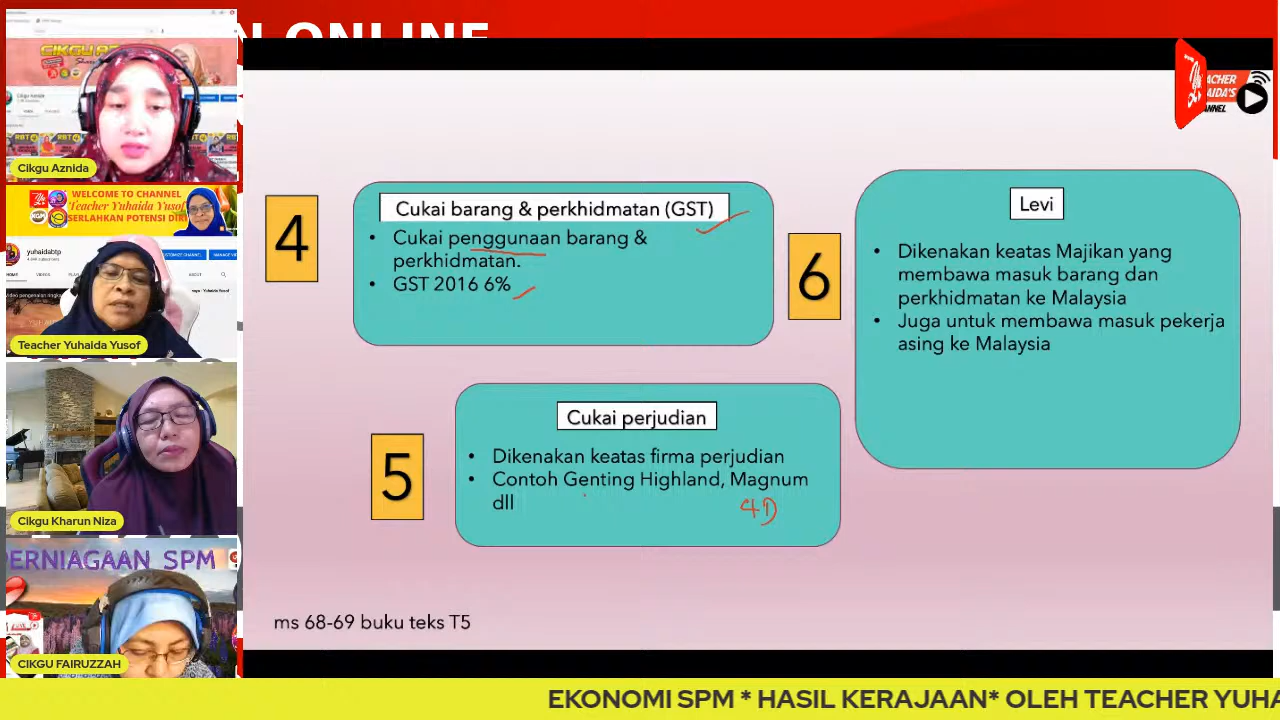 N ONLINE
Cikgu Aznida
WELCOME TO CHANNEL
Teacher Yuhaida Yusof
SERLAHKAN POTENSI DIRI
yuhaidabtp
Teacher Yuhaida Yusof
Cikgu Kharun Niza
PERNIAGAAN SPM
CIKGU FAIRUZZAH
4
Cukai barang & perkhidmatan (GST)
• Cukai penggunaan barang &
perkhidmatan.
• GST 2016 6%
5
Cukai perjudian
• Dikenakan keatas firma perjudian
• Contoh Genting Highland, Magnum
dll
4D
6
Levi
• Dikenakan keatas Majikan yang
membawa masuk barang dan
perkhidmatan ke Malaysia
• Juga untuk membawa masuk pekerja
asing ke Malaysia
ms 68-69 buku teks T5
EKONOMI SPM * HASIL KERAJAAN* OLEH TEACHER YUHA